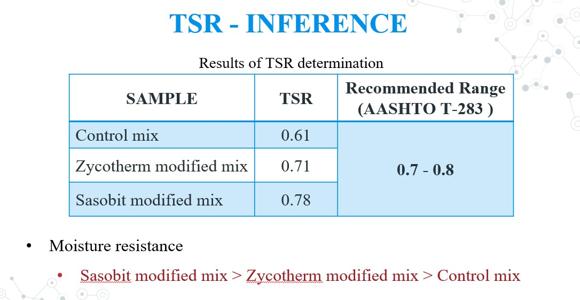 TSR - INFERENCE
Results of TSR determination
SAMPLE TSR Recommended Range
(AASHTO T-283 )
Control mix 0.61
Zycotherm modified mix 0.71 0.7 - 0.8
Sasobit modified mix 0.78
• Moisture resistance
• Sasobit modified mix > Zycotherm modified mix > Control mix